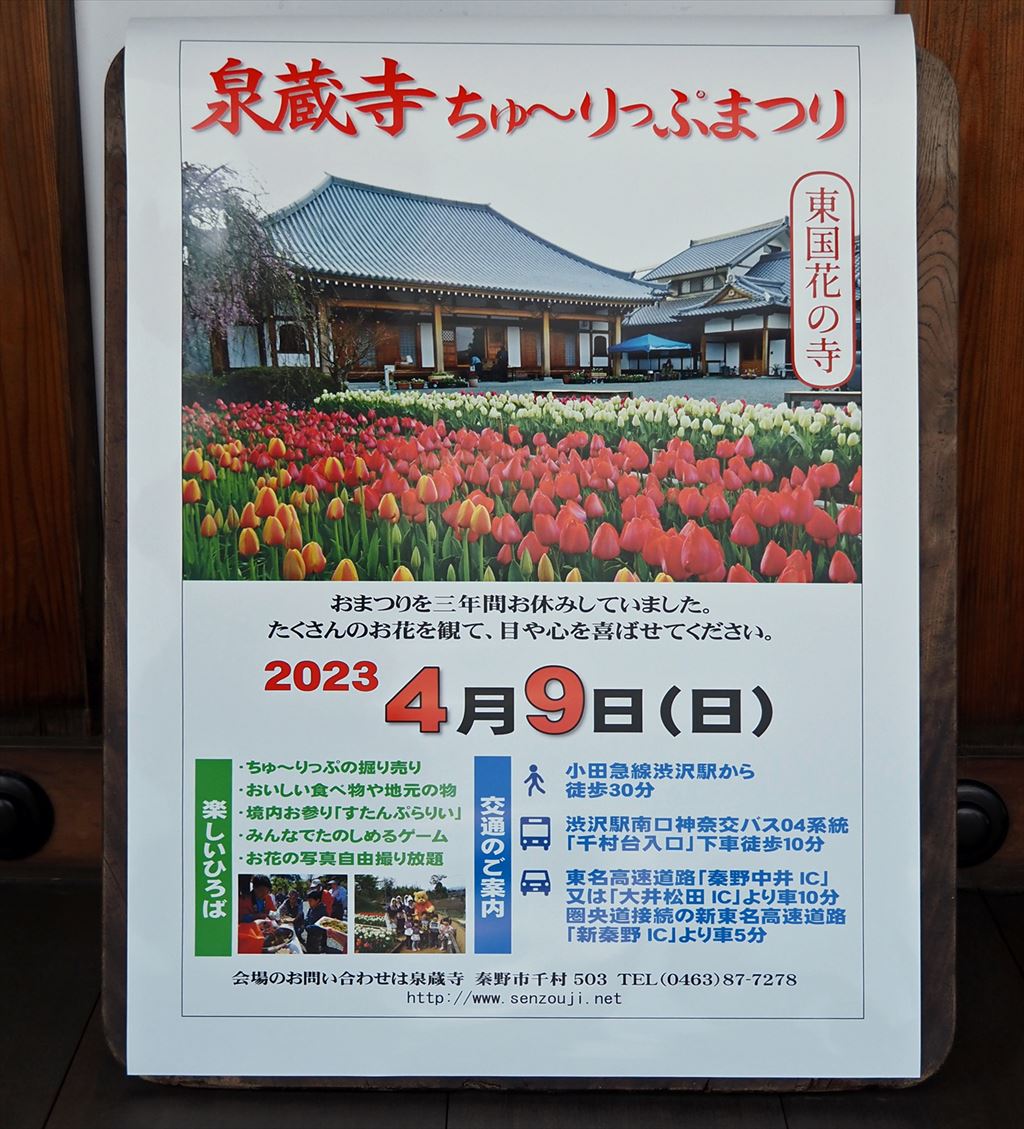 泉蔵寺 ちゅ〜りっぷまつり
東国花の寺
おまつりを三年間お休みしていました。
たくさんのお花を観て、目や心を喜ばせてください。
2023 4月9日(日)
楽しいひろば
・ちゅ〜りっぷの掘り売り
・おいしい食べ物や地元の物
・境内お参り「すたんぷらりい」
・みんなでたのしめるゲーム
・お花の写真自由撮り放題
交通のご案内
小田急線渋沢駅から
徒歩30分
渋沢駅南口神奈交バス04系統
「千村台入口」下車徒歩10分
東名高速道路「秦野中井 IC」
又は「大井松田 IC」より車10分
圏央道接続の新東名高速道路
「新秦野 IC」より車5分
会場のお問い合わせは泉蔵寺 秦野市千村 503 TEL(0463)87-7278
http://www.senzouji.net